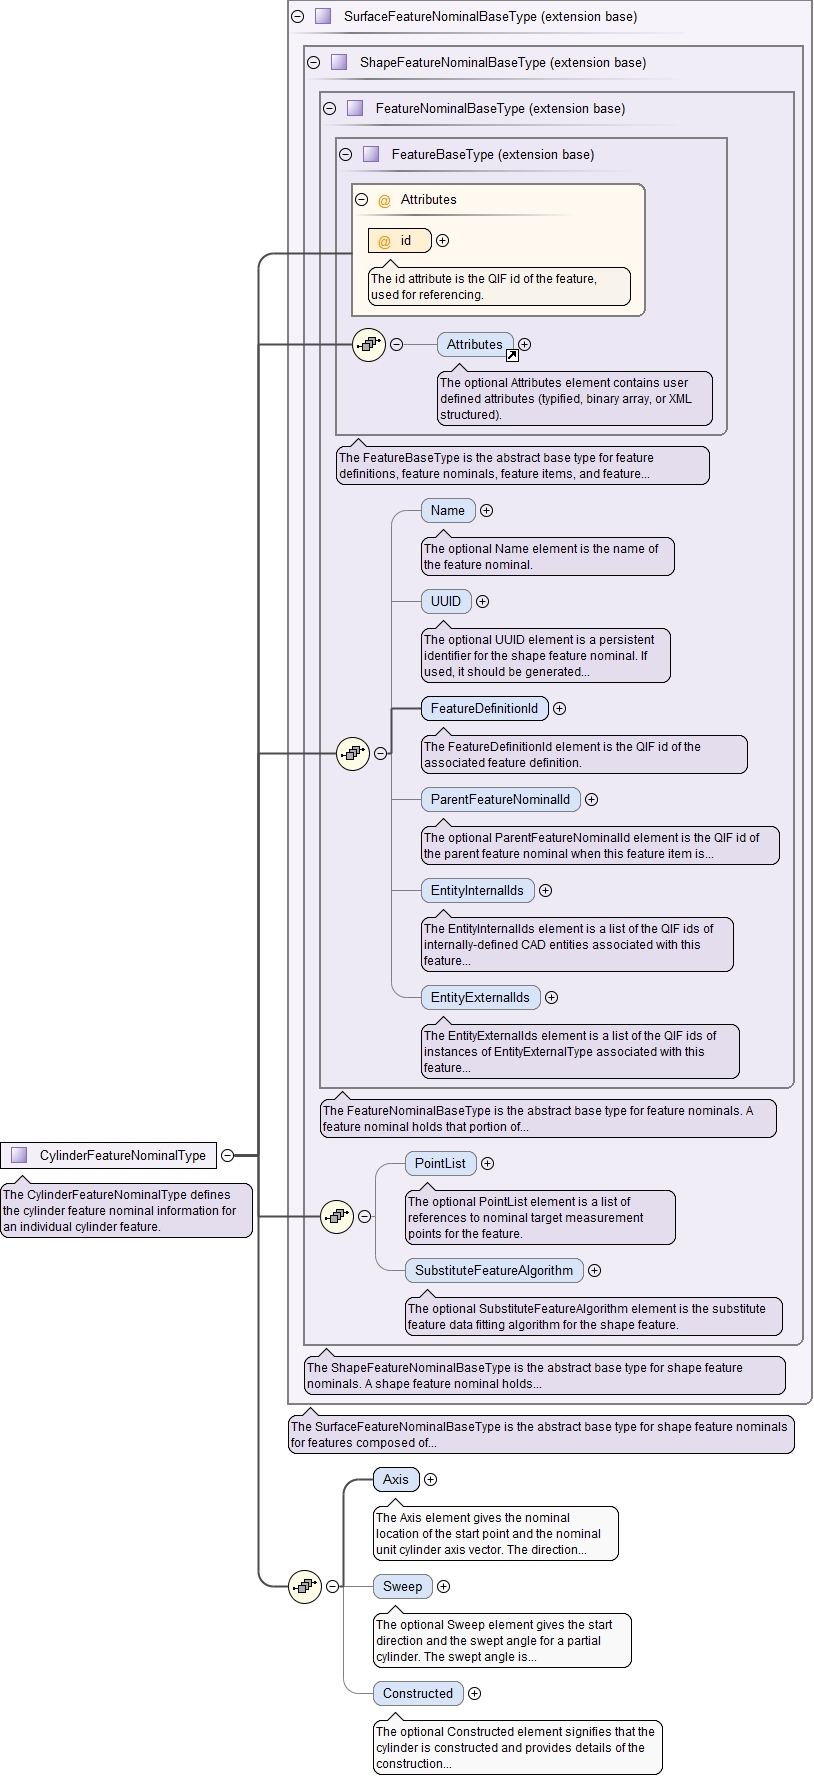 SurfaceFeatureNominalBaseType (extension base)
ShapeFeatureNominalBaseType (extension base)
FeatureNominalBaseType (extension base)
FeatureBaseType (extension base)
@ Attributes
@ id
The id attribute is the QIF id of the feature,
used for referencing.
Attributes
The optional Attributes element contains user
defined attributes (typified, binary array, or XML
structured).
The FeatureBaseType is the abstract base type for feature
definitions, feature nominals, feature items, and feature...
Name
The optional Name element is the name of
the feature nominal.
UUID
The optional UUID element is a persistent
identifier for the shape feature nominal. If
used, it should be generated...
FeatureDefinitionId
The FeatureDefinitionId element is the QIF id of the
associated feature definition.
ParentFeatureNominalId
The optional ParentFeatureNominalId element is the QIF id of
the parent feature nominal when this feature item is...
EntityInternalIds
The EntityInternalIds element is a list of the QIF ids of
internally-defined CAD entities associated with this
feature...
EntityExternalIds
The EntityExternalIds element is a list of the QIF ids of
instances of EntityExternalType associated with this
feature...
The FeatureNominalBaseType is the abstract base type for feature nominals. A
feature nominal holds that portion of...
CylinderFeatureNominalType
The CylinderFeatureNominalType defines
the cylinder feature nominal information for
an individual cylinder feature.
PointList
The optional PointList element is a list of
references to nominal target measurement
points for the feature.
SubstituteFeatureAlgorithm
The optional SubstituteFeatureAlgorithm element is the substitute
feature data fitting algorithm for the shape feature.
The ShapeFeatureNominalBaseType is the abstract base type for shape feature
nominals. A shape feature nominal holds...
The SurfaceFeatureNominalBaseType is the abstract base type for shape feature nominals
for features composed of...
Axis
The Axis element gives the nominal
location of the start point and the nominal
unit cylinder axis vector. The direction...
Sweep
The optional Sweep element gives the start
direction and the swept angle for a partial
cylinder. The swept angle is...
Constructed
The optional Constructed element signifies that the
cylinder is constructed and provides details of the
construction...